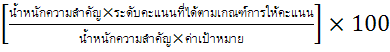 [น้ำหนักความสำคัญ×ระดับคะแนนที่ได้ตามเกณฑ์การให้คะแนน
น้ำหนักความสำคัญ×ค่าเป้าหมาย] × 100